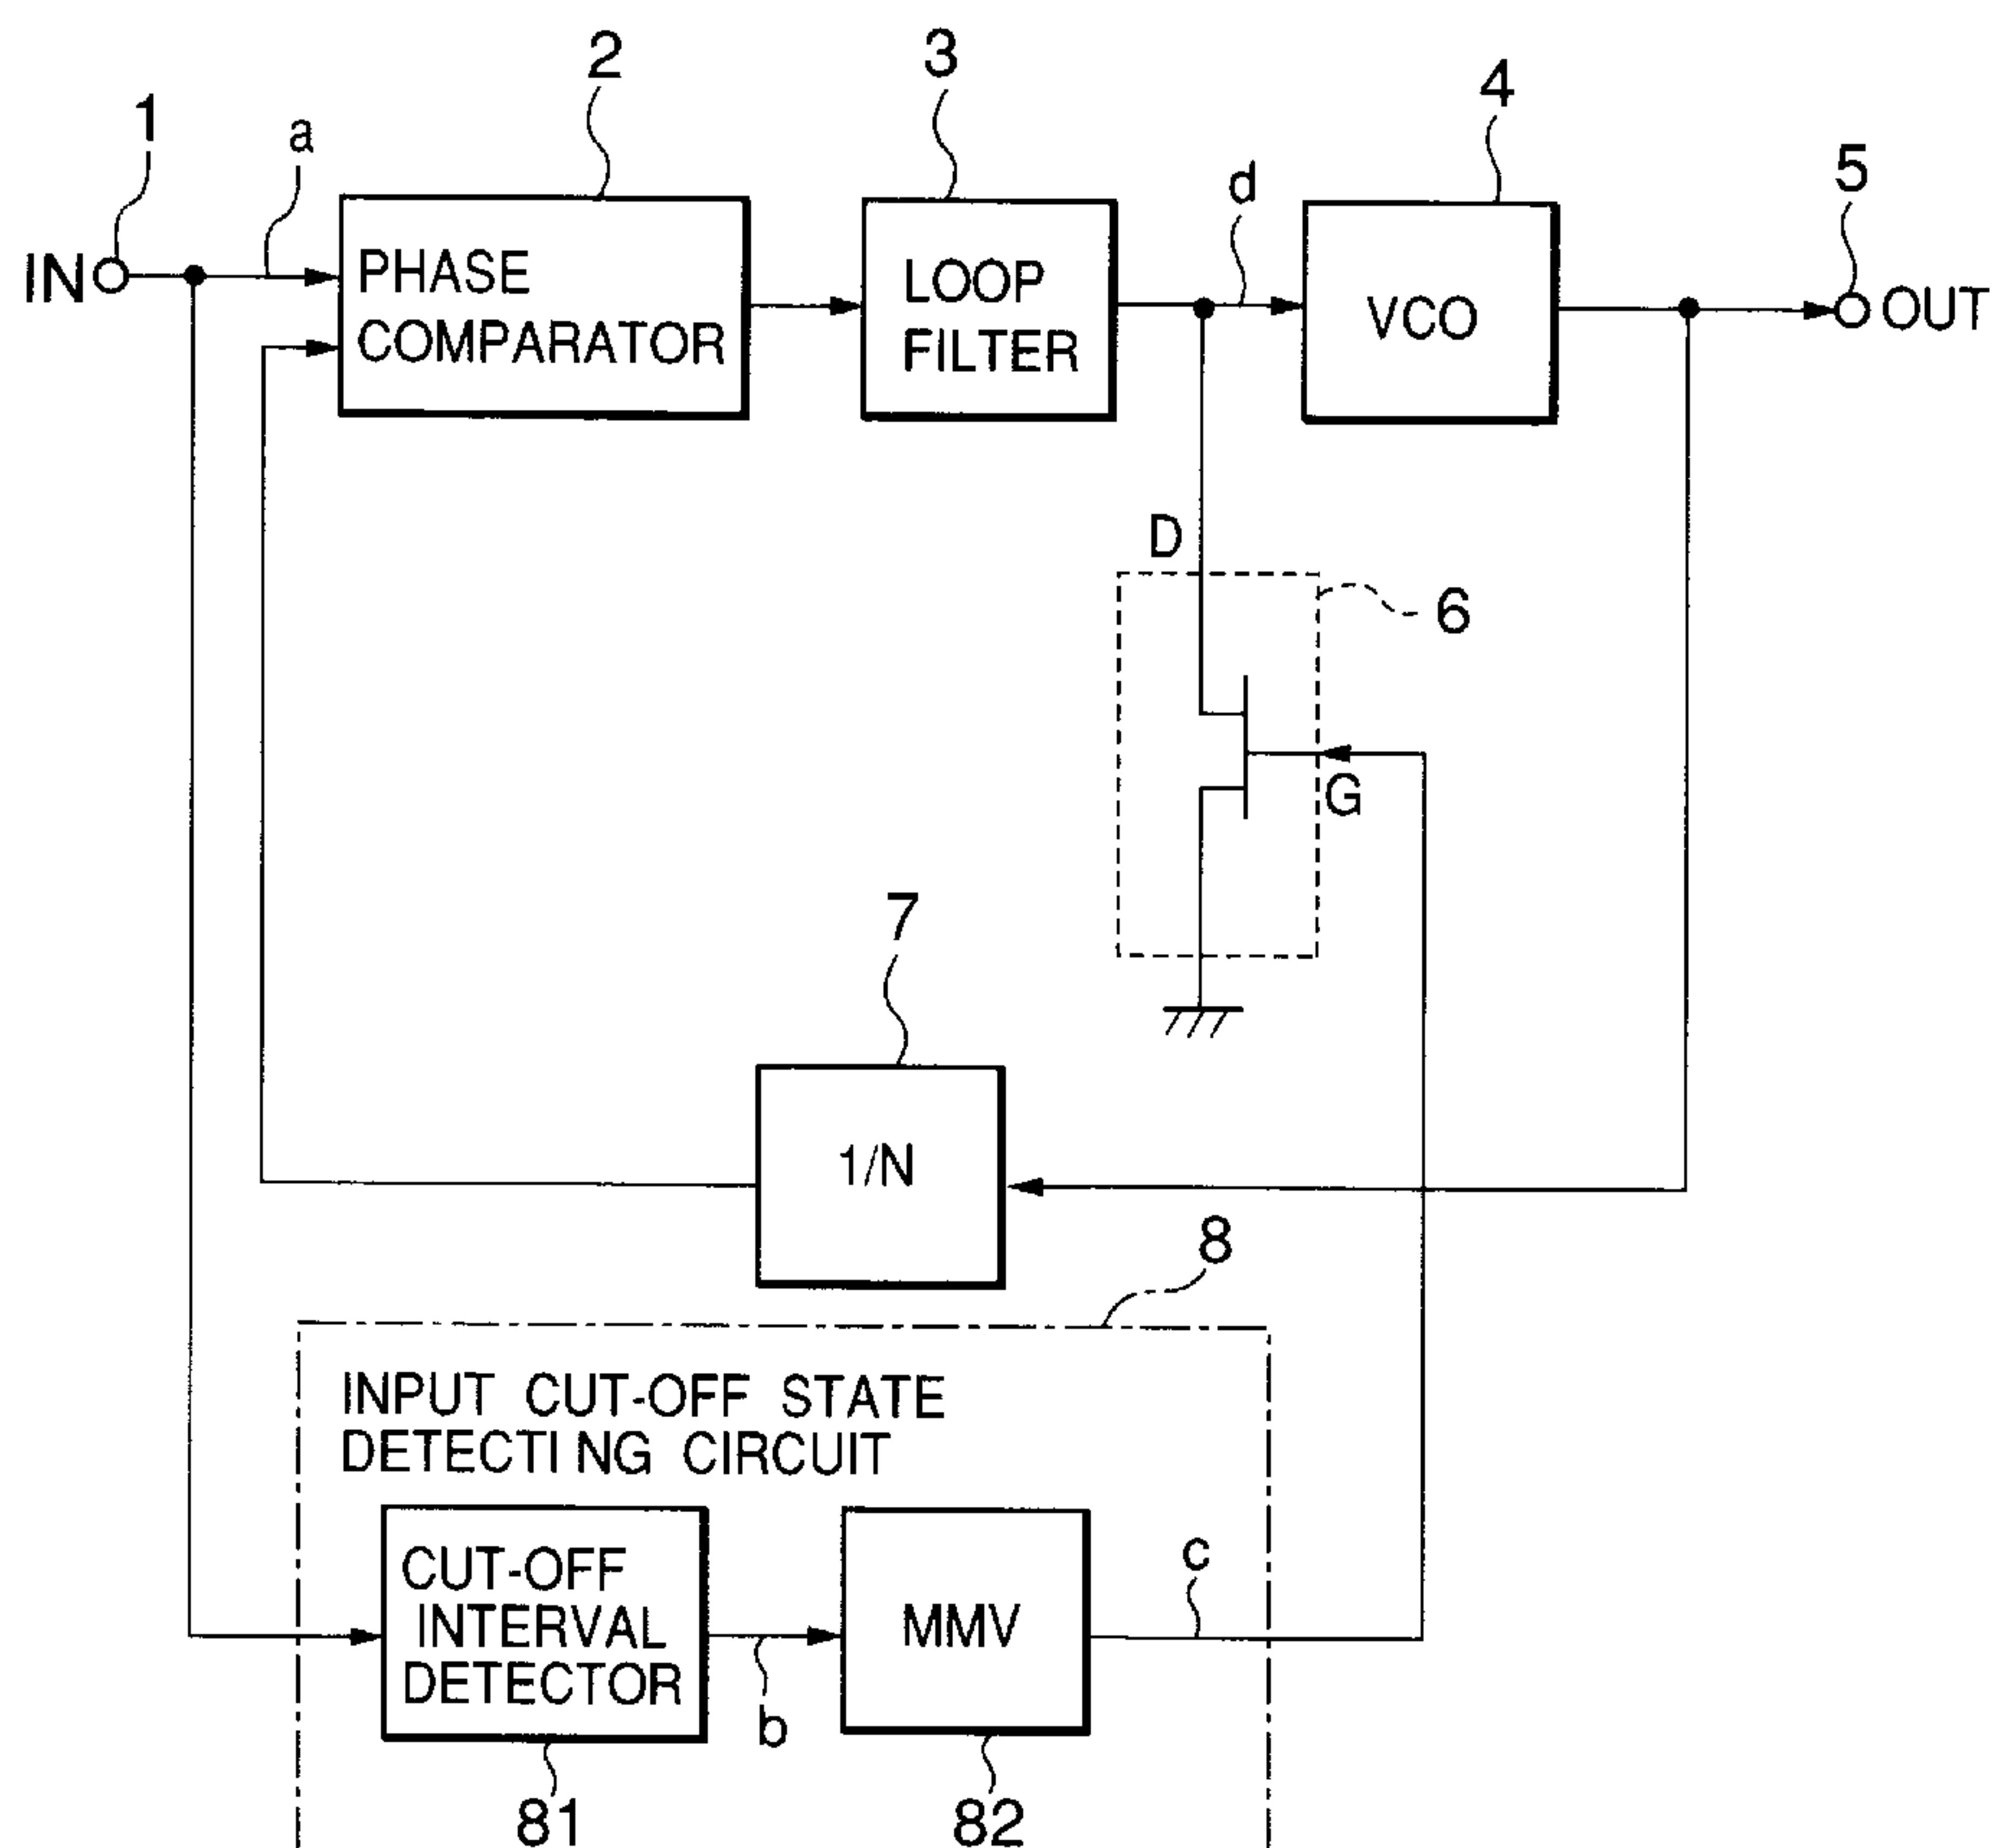 2
3
4
1
a
5
d
IN
PHASE
COMPARATOR
LOOP
FILTER
VCO
OUT
D
6
G
7
1/N
8
INPUT CUT-OFF STATE
DETECTING CIRCUIT
CUT-OFF
INTERVAL
DETECTOR
MMV
c
b
81
82